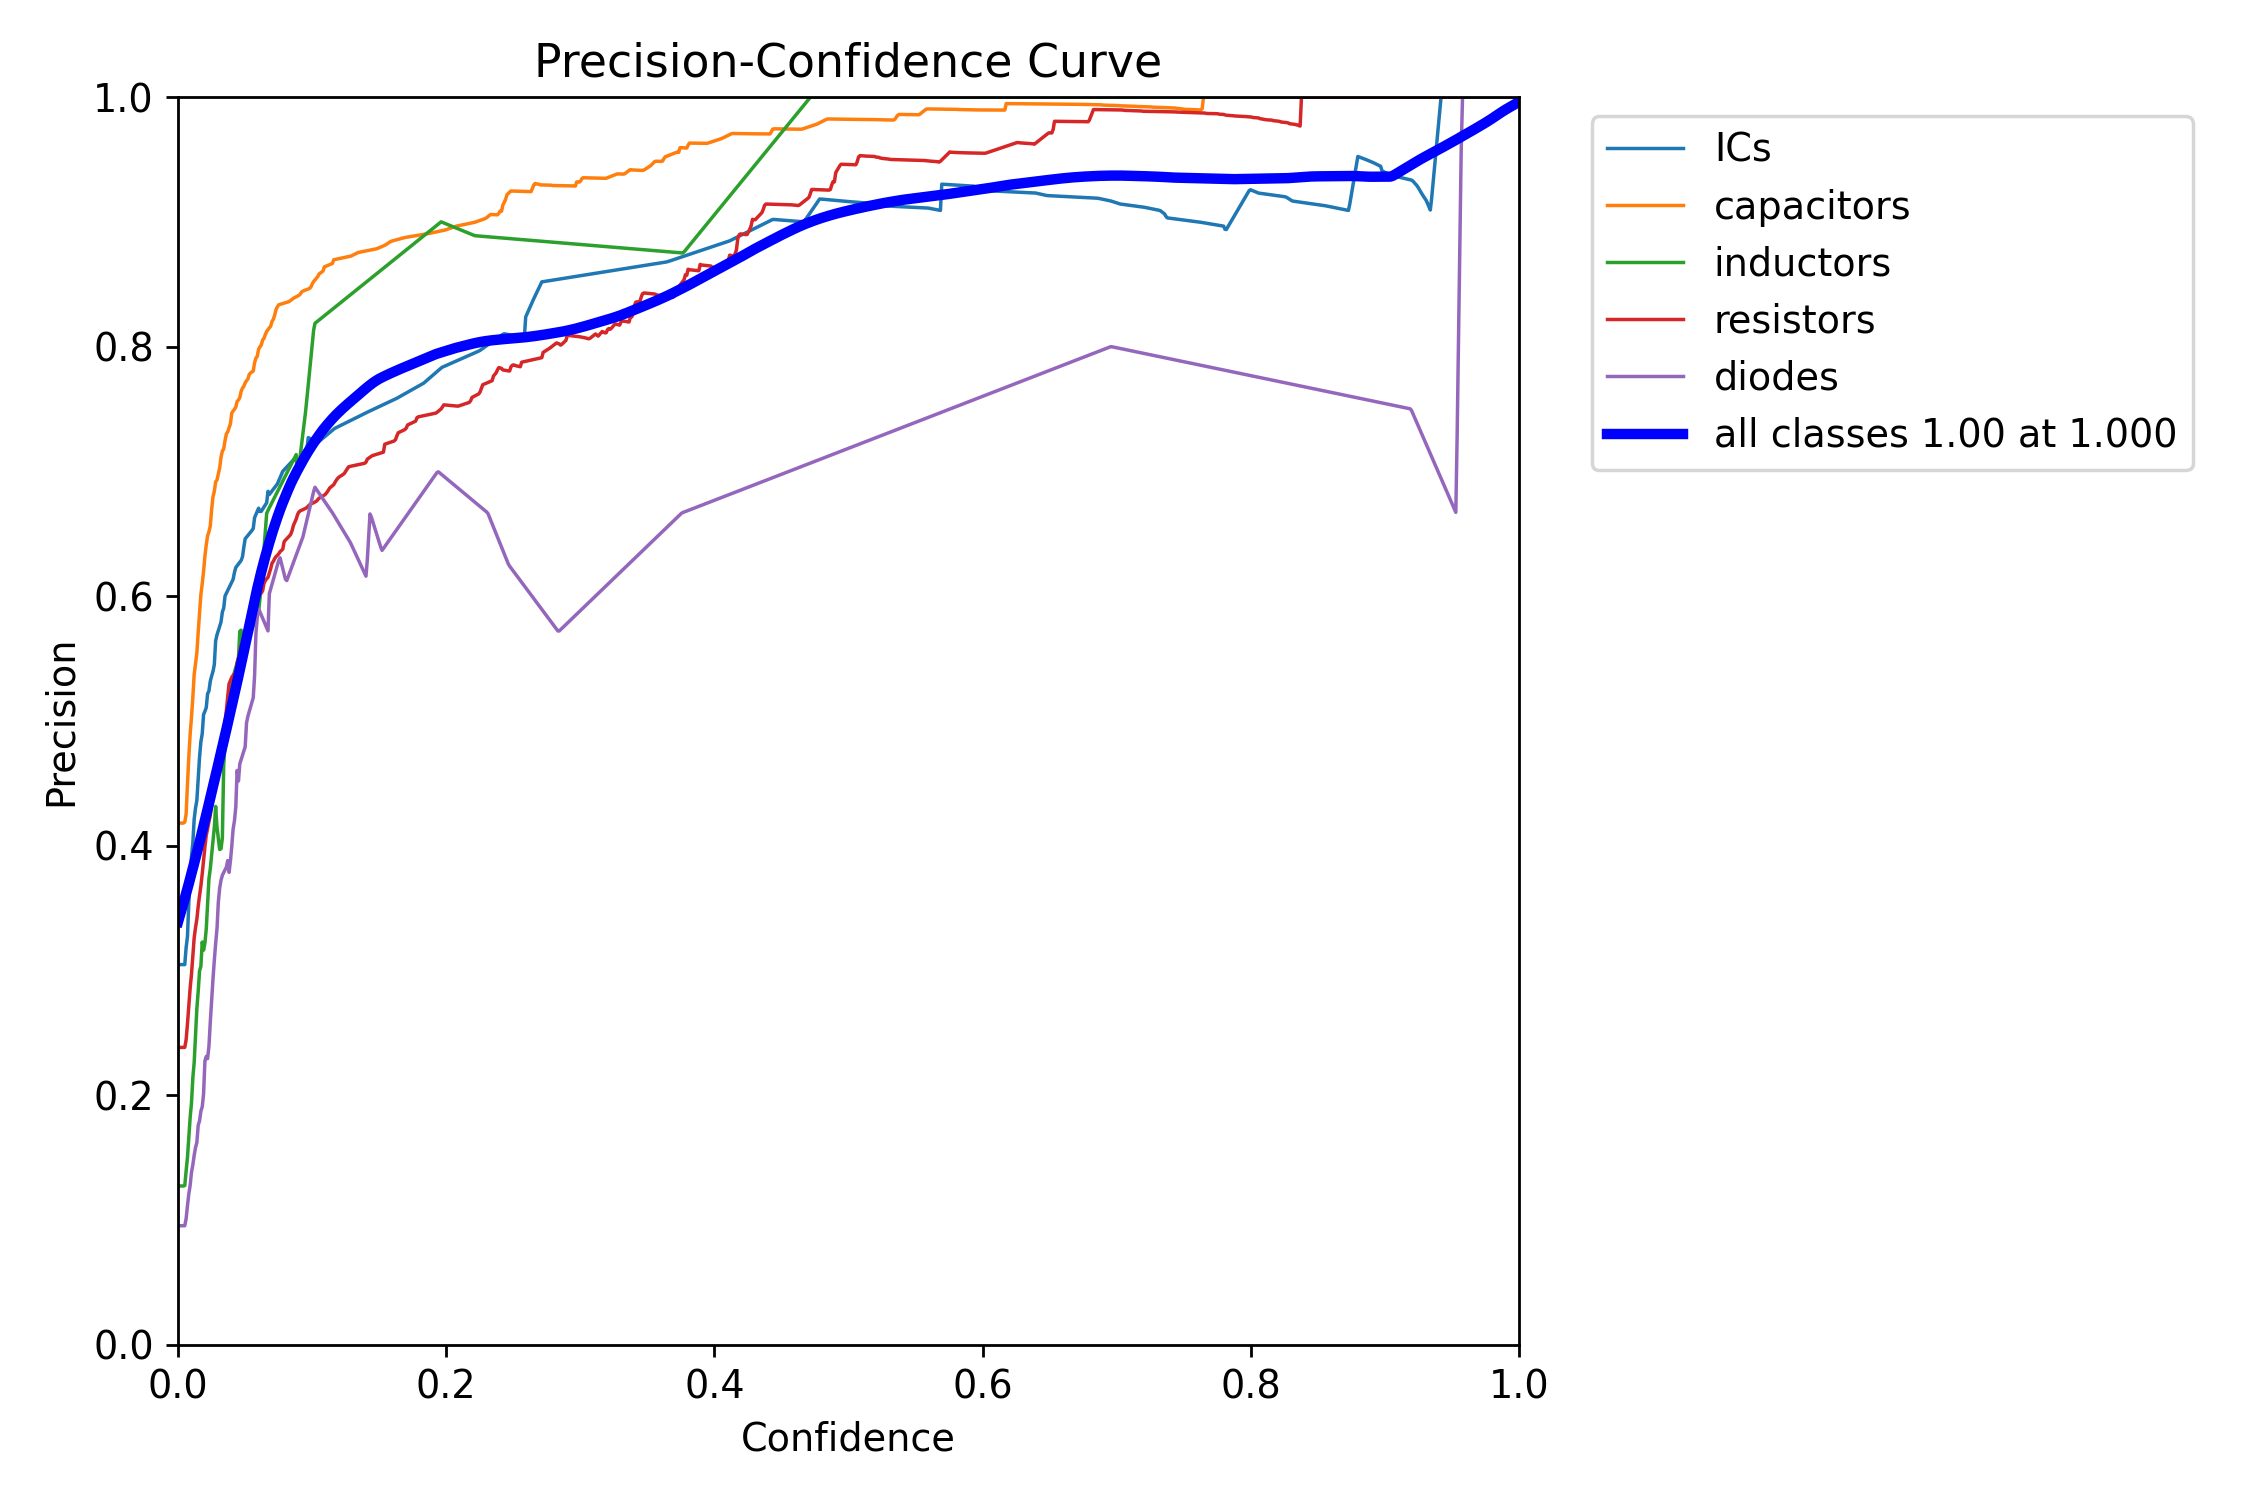 Precision-Confidence Curve
1.0
0.8
0.6
0.4
0.2
0.0
Precision
0.0 0.2 0.4 0.6 0.8 1.0
Confidence
ICs
capacitors
inductors
resistors
diodes
all classes 1.00 at 1.000